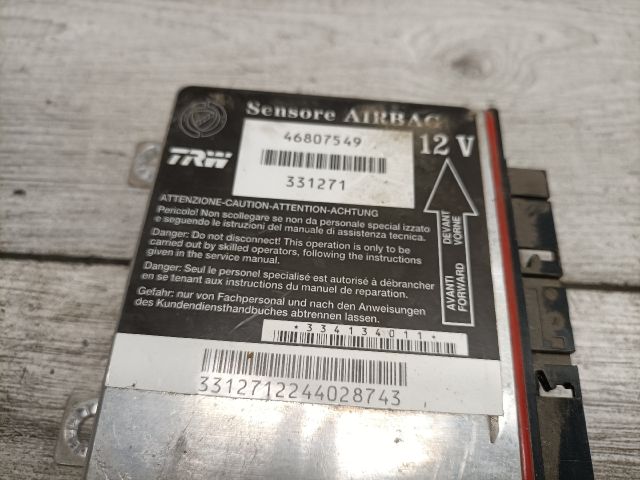 Sensore AIRBAG
46807549
12 V
TRW
331271
ATTENZIONE-CAUTION-ATTENTION-ACHTUNG
Pericolo! Non scollegare se non da personale special izzato
e seguendo le istruzioni del manuale di assistenza tecnica.
Danger: Do not disconnect! This operation is only to be
carried out by skilled operators, following the instructions
given in the service manual.
Danger: Seul le personel specialisé est autorisé à débrancher
en se tenant aux instructions du manuel de reparation.
Gefahr: nur von Fachpersonal und nach den Anweisungen
des Kundendiensthandbuches abtrennen lassen.
AVANTI DEVANT
FORWARD VORNE
*334134011*
3312712244028743